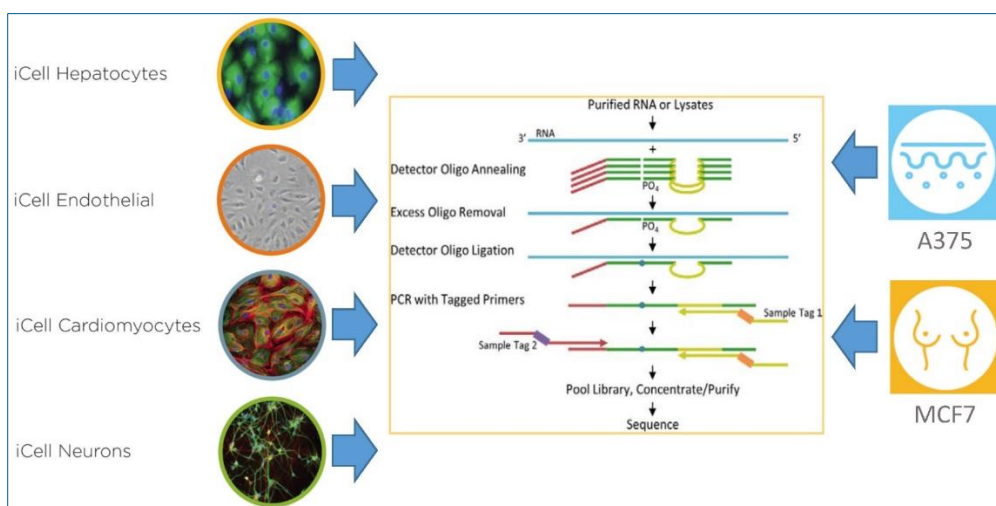 iCell Hepatocytes
iCell Endothelial
iCell Cardiomyocytes
iCell Neurons
Purified RNA or Lysates
3’ RNA 5’
+
Detector Oligo Annealing
PO4
Excess Oligo Removal
PO4
Detector Oligo Ligation
PCR with Tagged Primers
Sample Tag 1
Sample Tag 2
Pool Library, Concentrate/Purify
Sequence
A375
MCF7